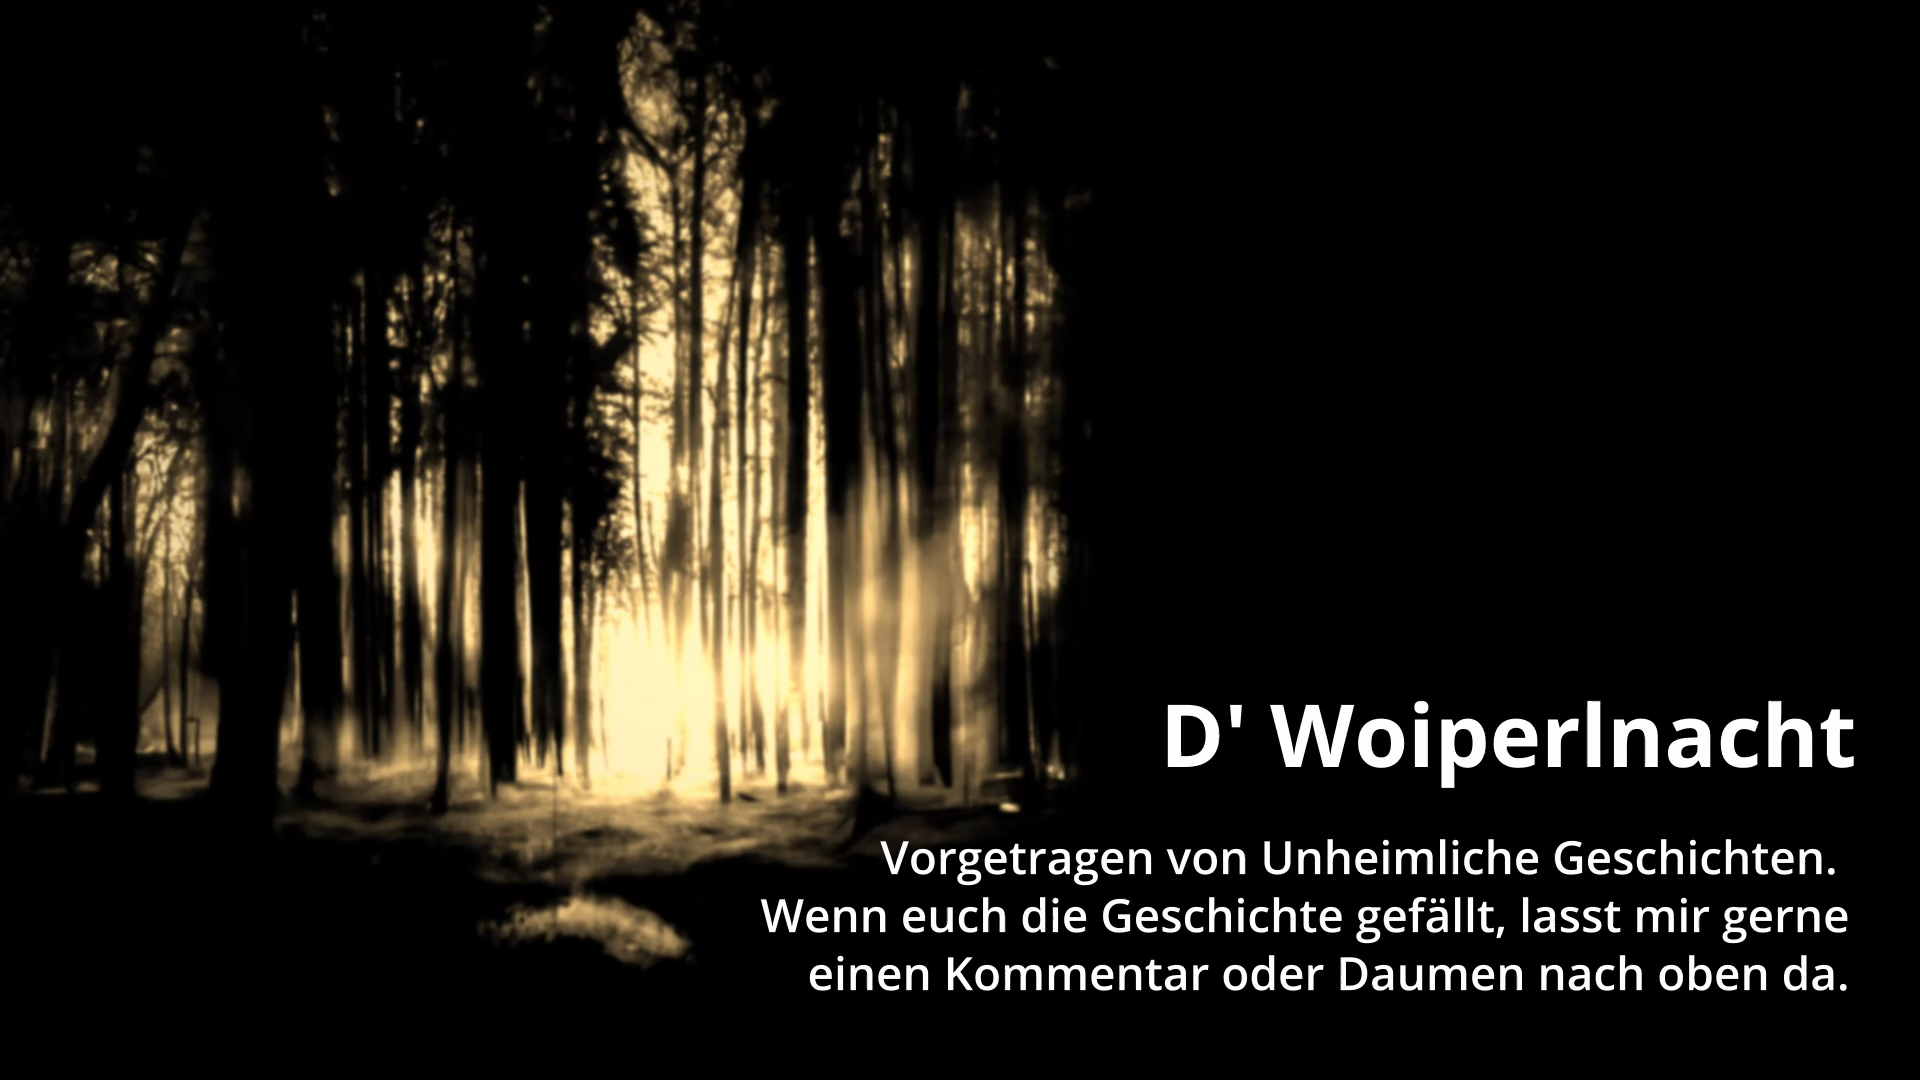 D' Woiperlnacht
Vorgetragen von Unheimliche Geschichten.
Wenn euch die Geschichte gefällt, lasst mir gerne
einen Kommentar oder Daumen nach oben da.